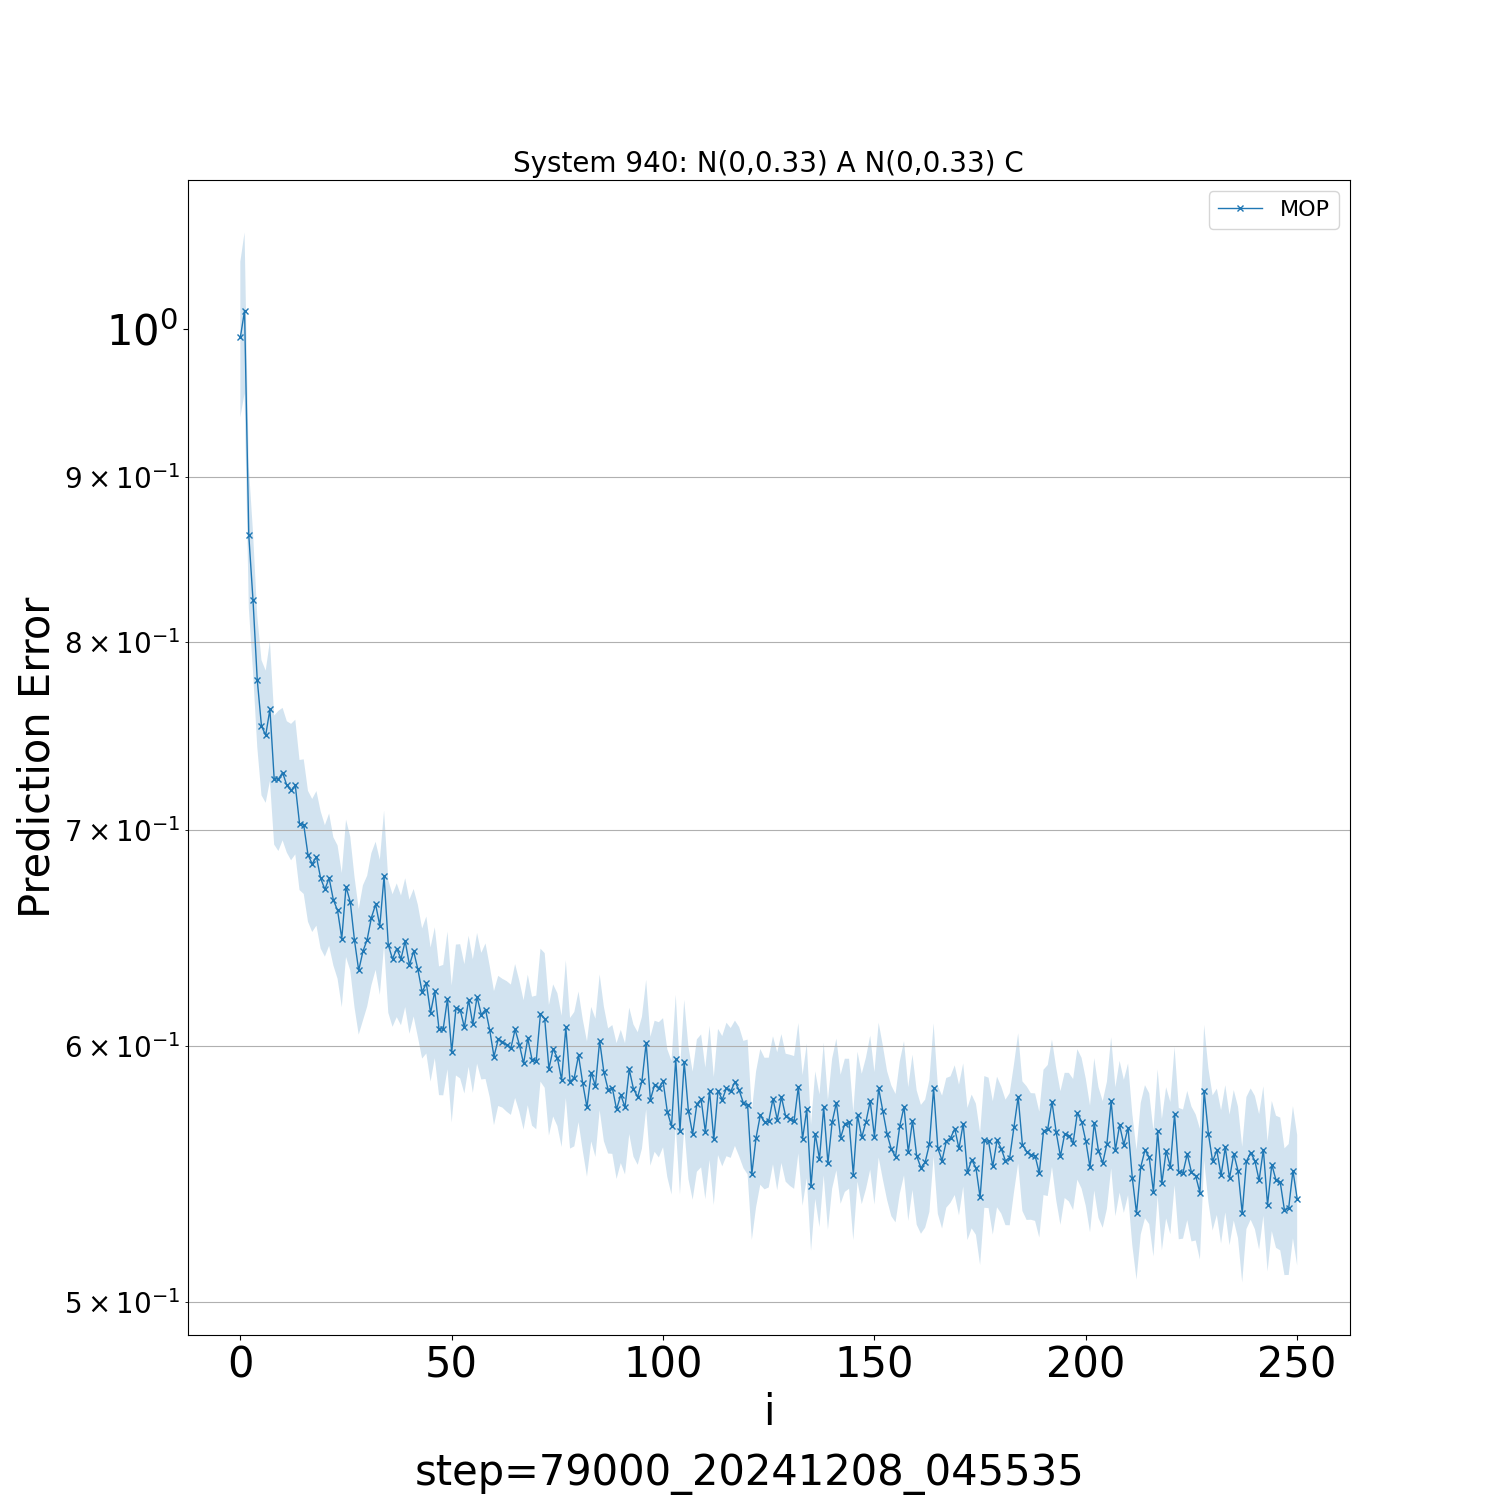 System 940: N(0,0.33) A N(0,0.33) C
MOP
10⁰
9 × 10⁻¹
8 × 10⁻¹
7 × 10⁻¹
6 × 10⁻¹
5 × 10⁻¹
Prediction Error
0 50 100 150 200 250
i
step=79000_20241208_045535